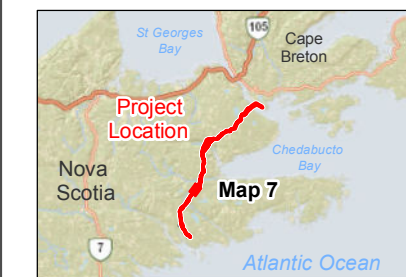 105
St Georges
Bay
Cape
Breton
Project
Location
Chedabucto
Bay
Nova
Scotia
Map 7
7
Atlantic Ocean